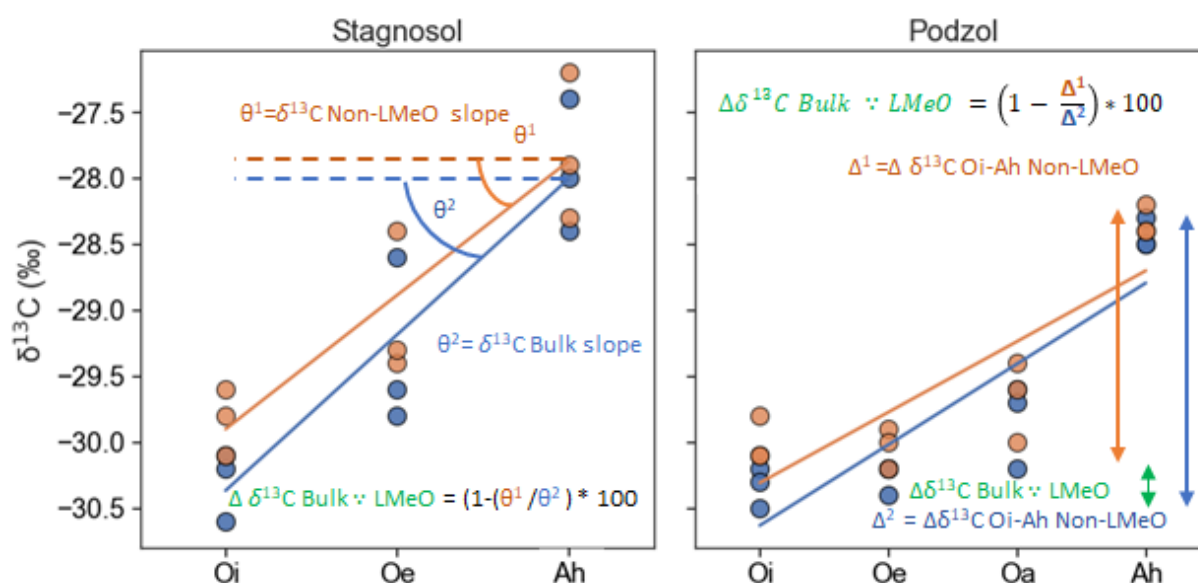 Stagnosol
θ¹=δ¹³C Non-LMeO slope
θ¹
θ²
θ²= δ¹³C Bulk slope
Δ δ¹³C Bulk ∵ LMeO = (1-(θ¹/θ²) * 100
δ¹³C (‰)
−27.5
−28.0
−28.5
−29.0
−29.5
−30.0
−30.5
Oi Oe Ah
Podzol
Δδ¹³C Bulk ∵ LMeO = (1 − Δ¹/Δ²) * 100
Δ¹ =Δ δ¹³C Oi-Ah Non-LMeO
Δδ¹³C Bulk ∵ LMeO
Δ² = Δδ¹³C Oi-Ah Non-LMeO
Oi Oe Oa Ah